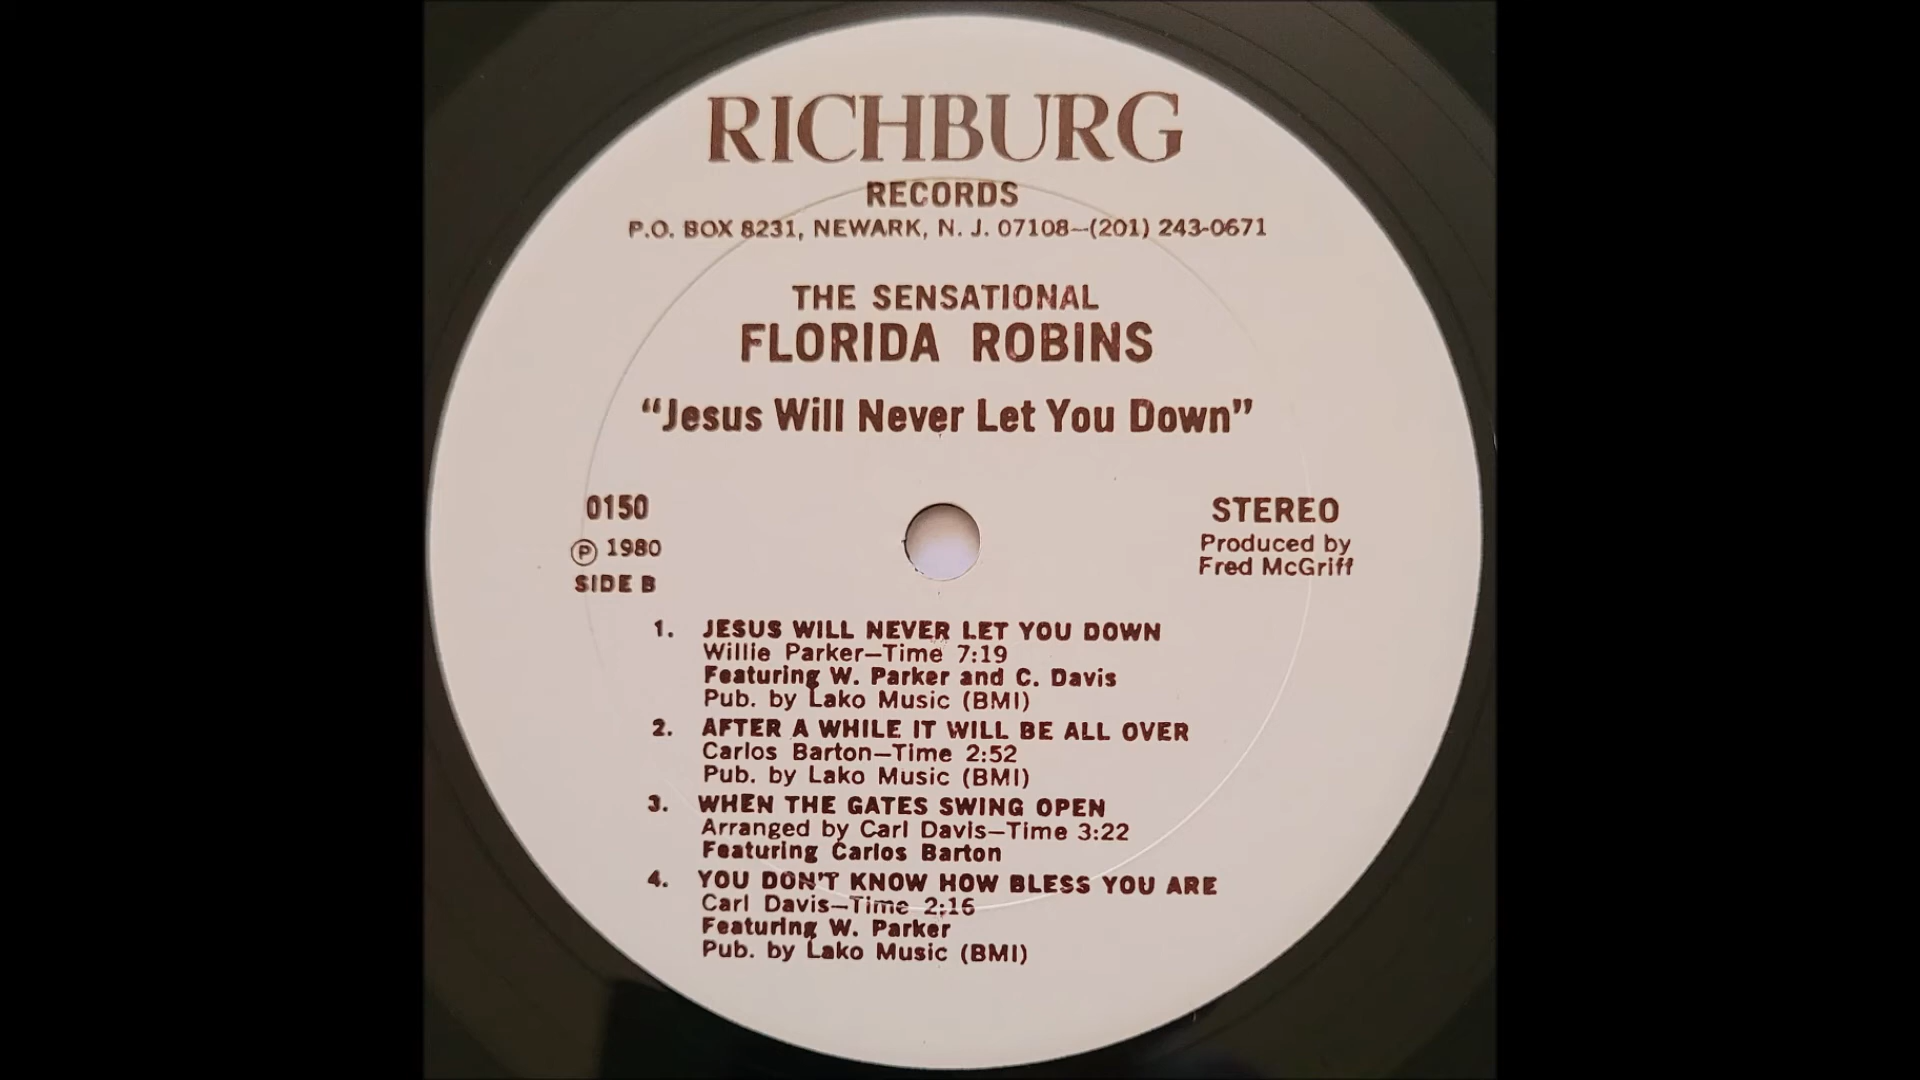 RICHBURG
RECORDS
P.O. BOX 8231, NEWARK, N. J. 07108--(201) 243-0671
THE SENSATIONAL
FLORIDA ROBINS
"Jesus Will Never Let You Down"
0150
Ⓟ 1980
SIDE B
STEREO
Produced by
Fred McGriff
1. JESUS WILL NEVER LET YOU DOWN
Willie Parker—Time 7:19
Featuring W. Parker and C. Davis
Pub. by Lako Music (BMI)
2. AFTER A WHILE IT WILL BE ALL OVER
Carlos Barton—Time 2:52
Pub. by Lako Music (BMI)
3. WHEN THE GATES SWING OPEN
Arranged by Carl Davis—Time 3:22
Featuring Carlos Barton
4. YOU DON'T KNOW HOW BLESS YOU ARE
Carl Davis—Time 2:16
Featuring W. Parker
Pub. by Lako Music (BMI)